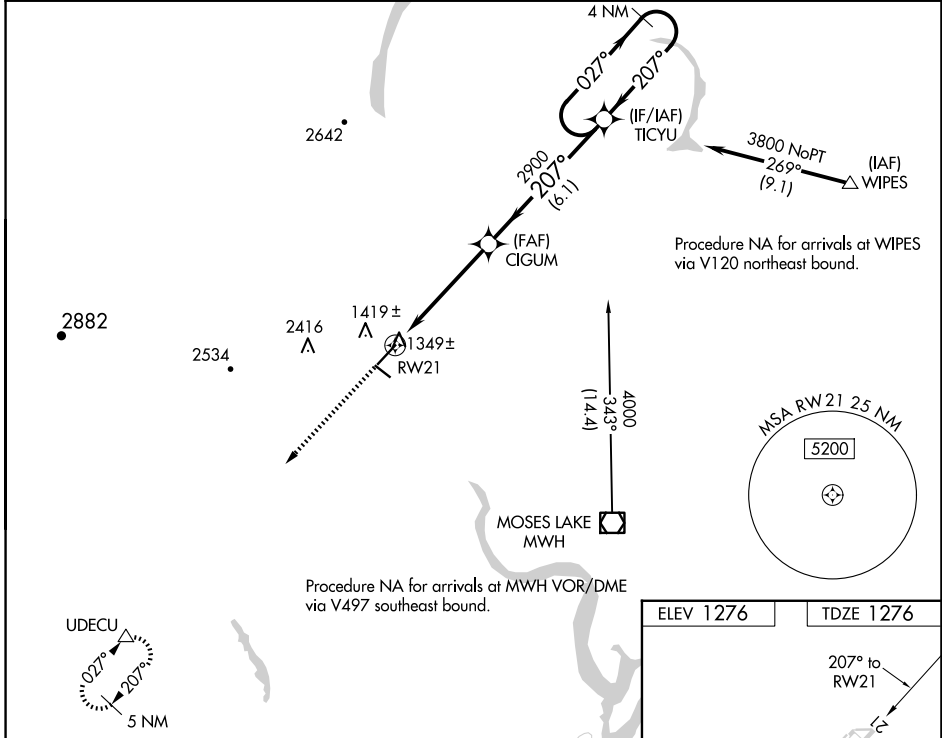 4 NM
027°
207°
(IF/IAF)
TICYU
2642
3800 NoPT
269°
(9.1)
(IAF)
WIPES
2900
207°
(6.1)
(FAF)
CIGUM
Procedure NA for arrivals at WIPES
via V120 northeast bound.
2882
2416
1419±
2534
1349±
RW21
4000
343°
(14.4)
MSA RW21 25 NM
5200
MOSES LAKE
MWH
Procedure NA for arrivals at MWH VOR/DME
via V497 southeast bound.
UDECU
027°
207°
5 NM
ELEV 1276
TDZE 1276
207° to
RW21
21